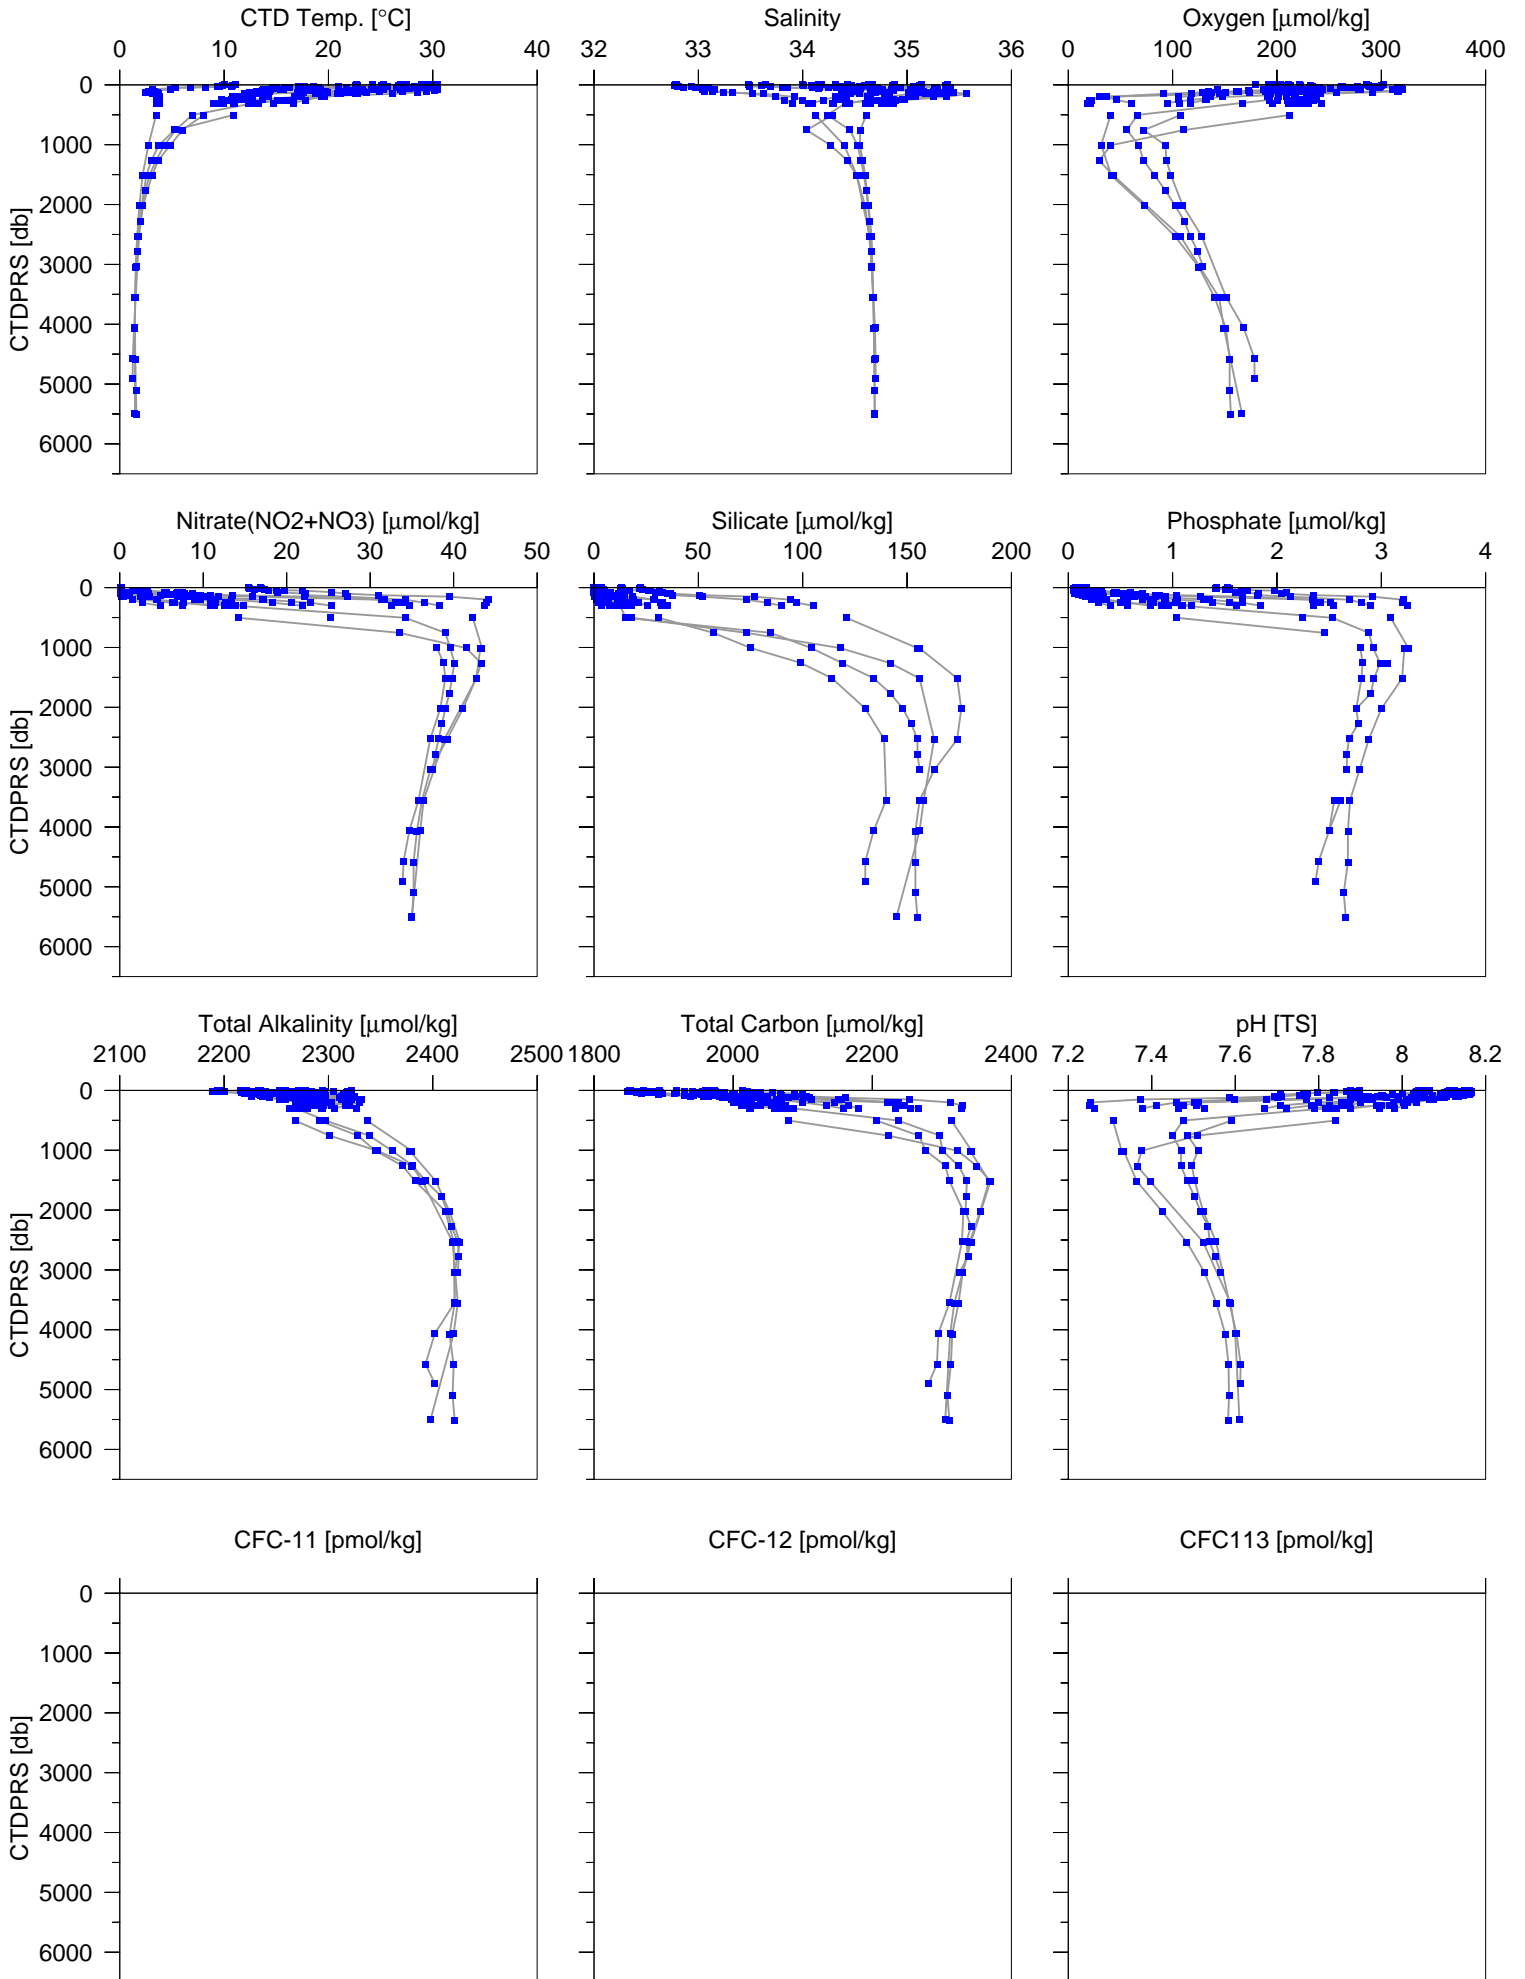 CTD Temp. [°C] Salinity Oxygen [μmol/kg]
0 10 20 30 40 32 33 34 35 36 0 100 200 300 400
0
1000
2000
3000
4000
5000
6000
CTDPRS [db]
Nitrate(NO2+NO3) [μmol/kg] Silicate [μmol/kg] Phosphate [μmol/kg]
0 10 20 30 40 50 0 50 100 150 200 0 1 2 3 4
0
1000
2000
3000
4000
5000
6000
CTDPRS [db]
Total Alkalinity [μmol/kg] Total Carbon [μmol/kg] pH [TS]
2100 2200 2300 2400 2500 1800 2000 2200 2400 7.2 7.4 7.6 7.8 8 8.2
0
1000
2000
3000
4000
5000
6000
CTDPRS [db]
CFC-11 [pmol/kg] CFC-12 [pmol/kg] CFC113 [pmol/kg]
0
1000
2000
3000
4000
5000
6000
CTDPRS [db]